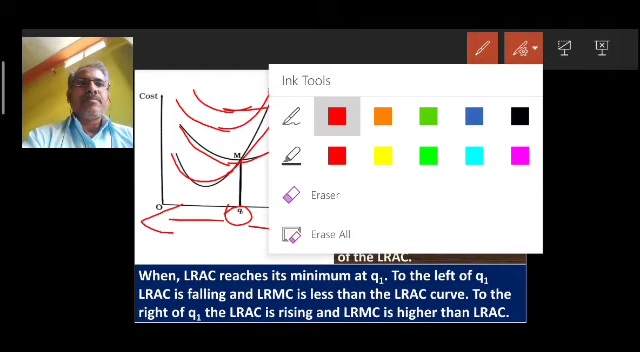 Ink Tools
Cost
M
Eraser
O
q
Erase All
of the LRAC.
When, LRAC reaches its minimum at q₁. To the left of q₁
LRAC is falling and LRMC is less than the LRAC curve. To the
right of q₁ the LRAC is rising and LRMC is higher than LRAC.